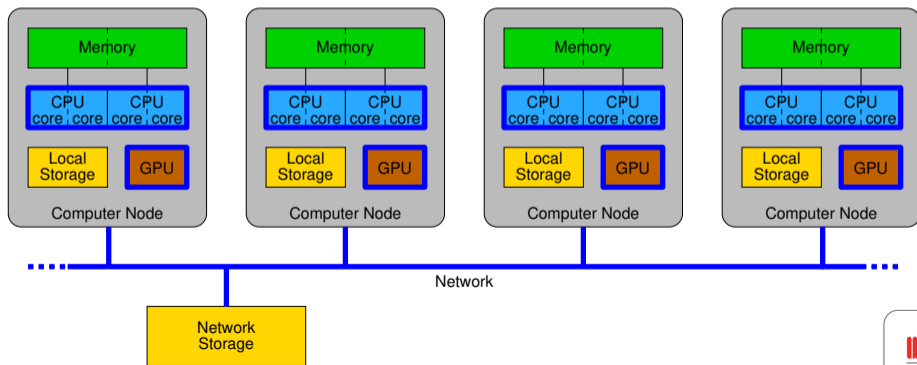 Memory
CPU CPU
core core core core
Local
Storage
GPU
Computer Node
Memory
CPU CPU
core core core core
Local
Storage
GPU
Computer Node
Memory
CPU CPU
core core core core
Local
Storage
GPU
Computer Node
Memory
CPU CPU
core core core core
Local
Storage
GPU
Computer Node
Network
Network
Storage